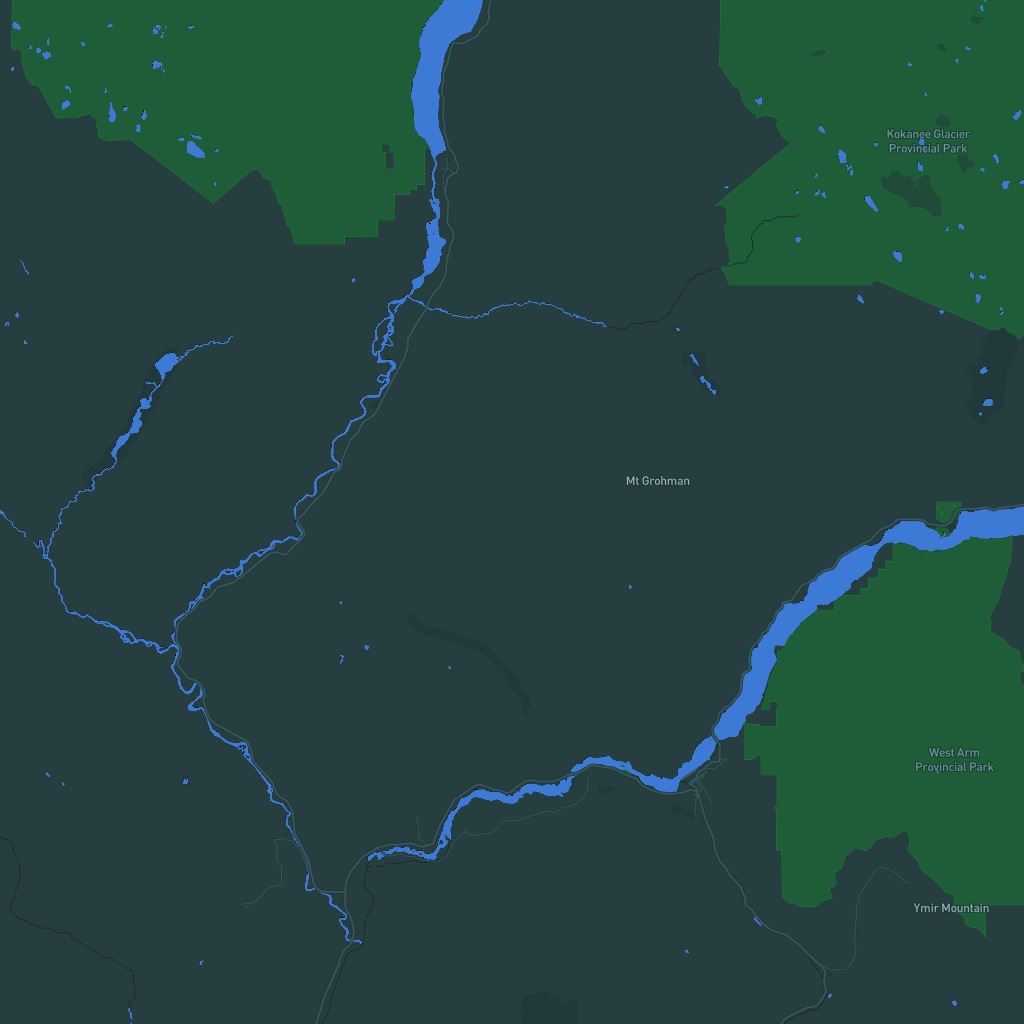 Kokanee Glacier
Provincial Park
Mt Grohman
West Arm
Provincial Park
Ymir Mountain